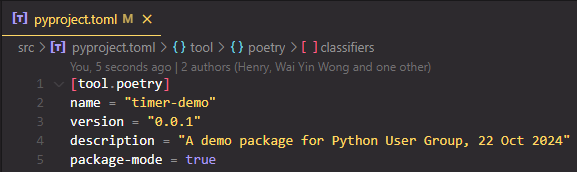 [T] pyproject.toml M ×
src > [T] pyproject.toml > {} tool > {} poetry > [ ] classifiers
You, 5 seconds ago | 2 authors (Henry, Wai Yin Wong and one other)
1 [tool.poetry]
2 name = "timer-demo"
3 version = "0.0.1"
4 description = "A demo package for Python User Group, 22 Oct 2024"
5 package-mode = true